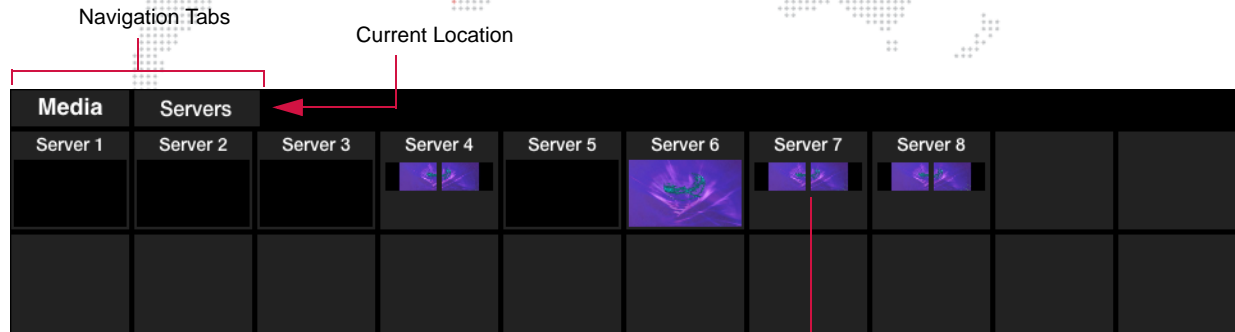 Navigation Tabs
Current Location
Media Servers
Server 1 Server 2 Server 3 Server 4 Server 5 Server 6 Server 7 Server 8